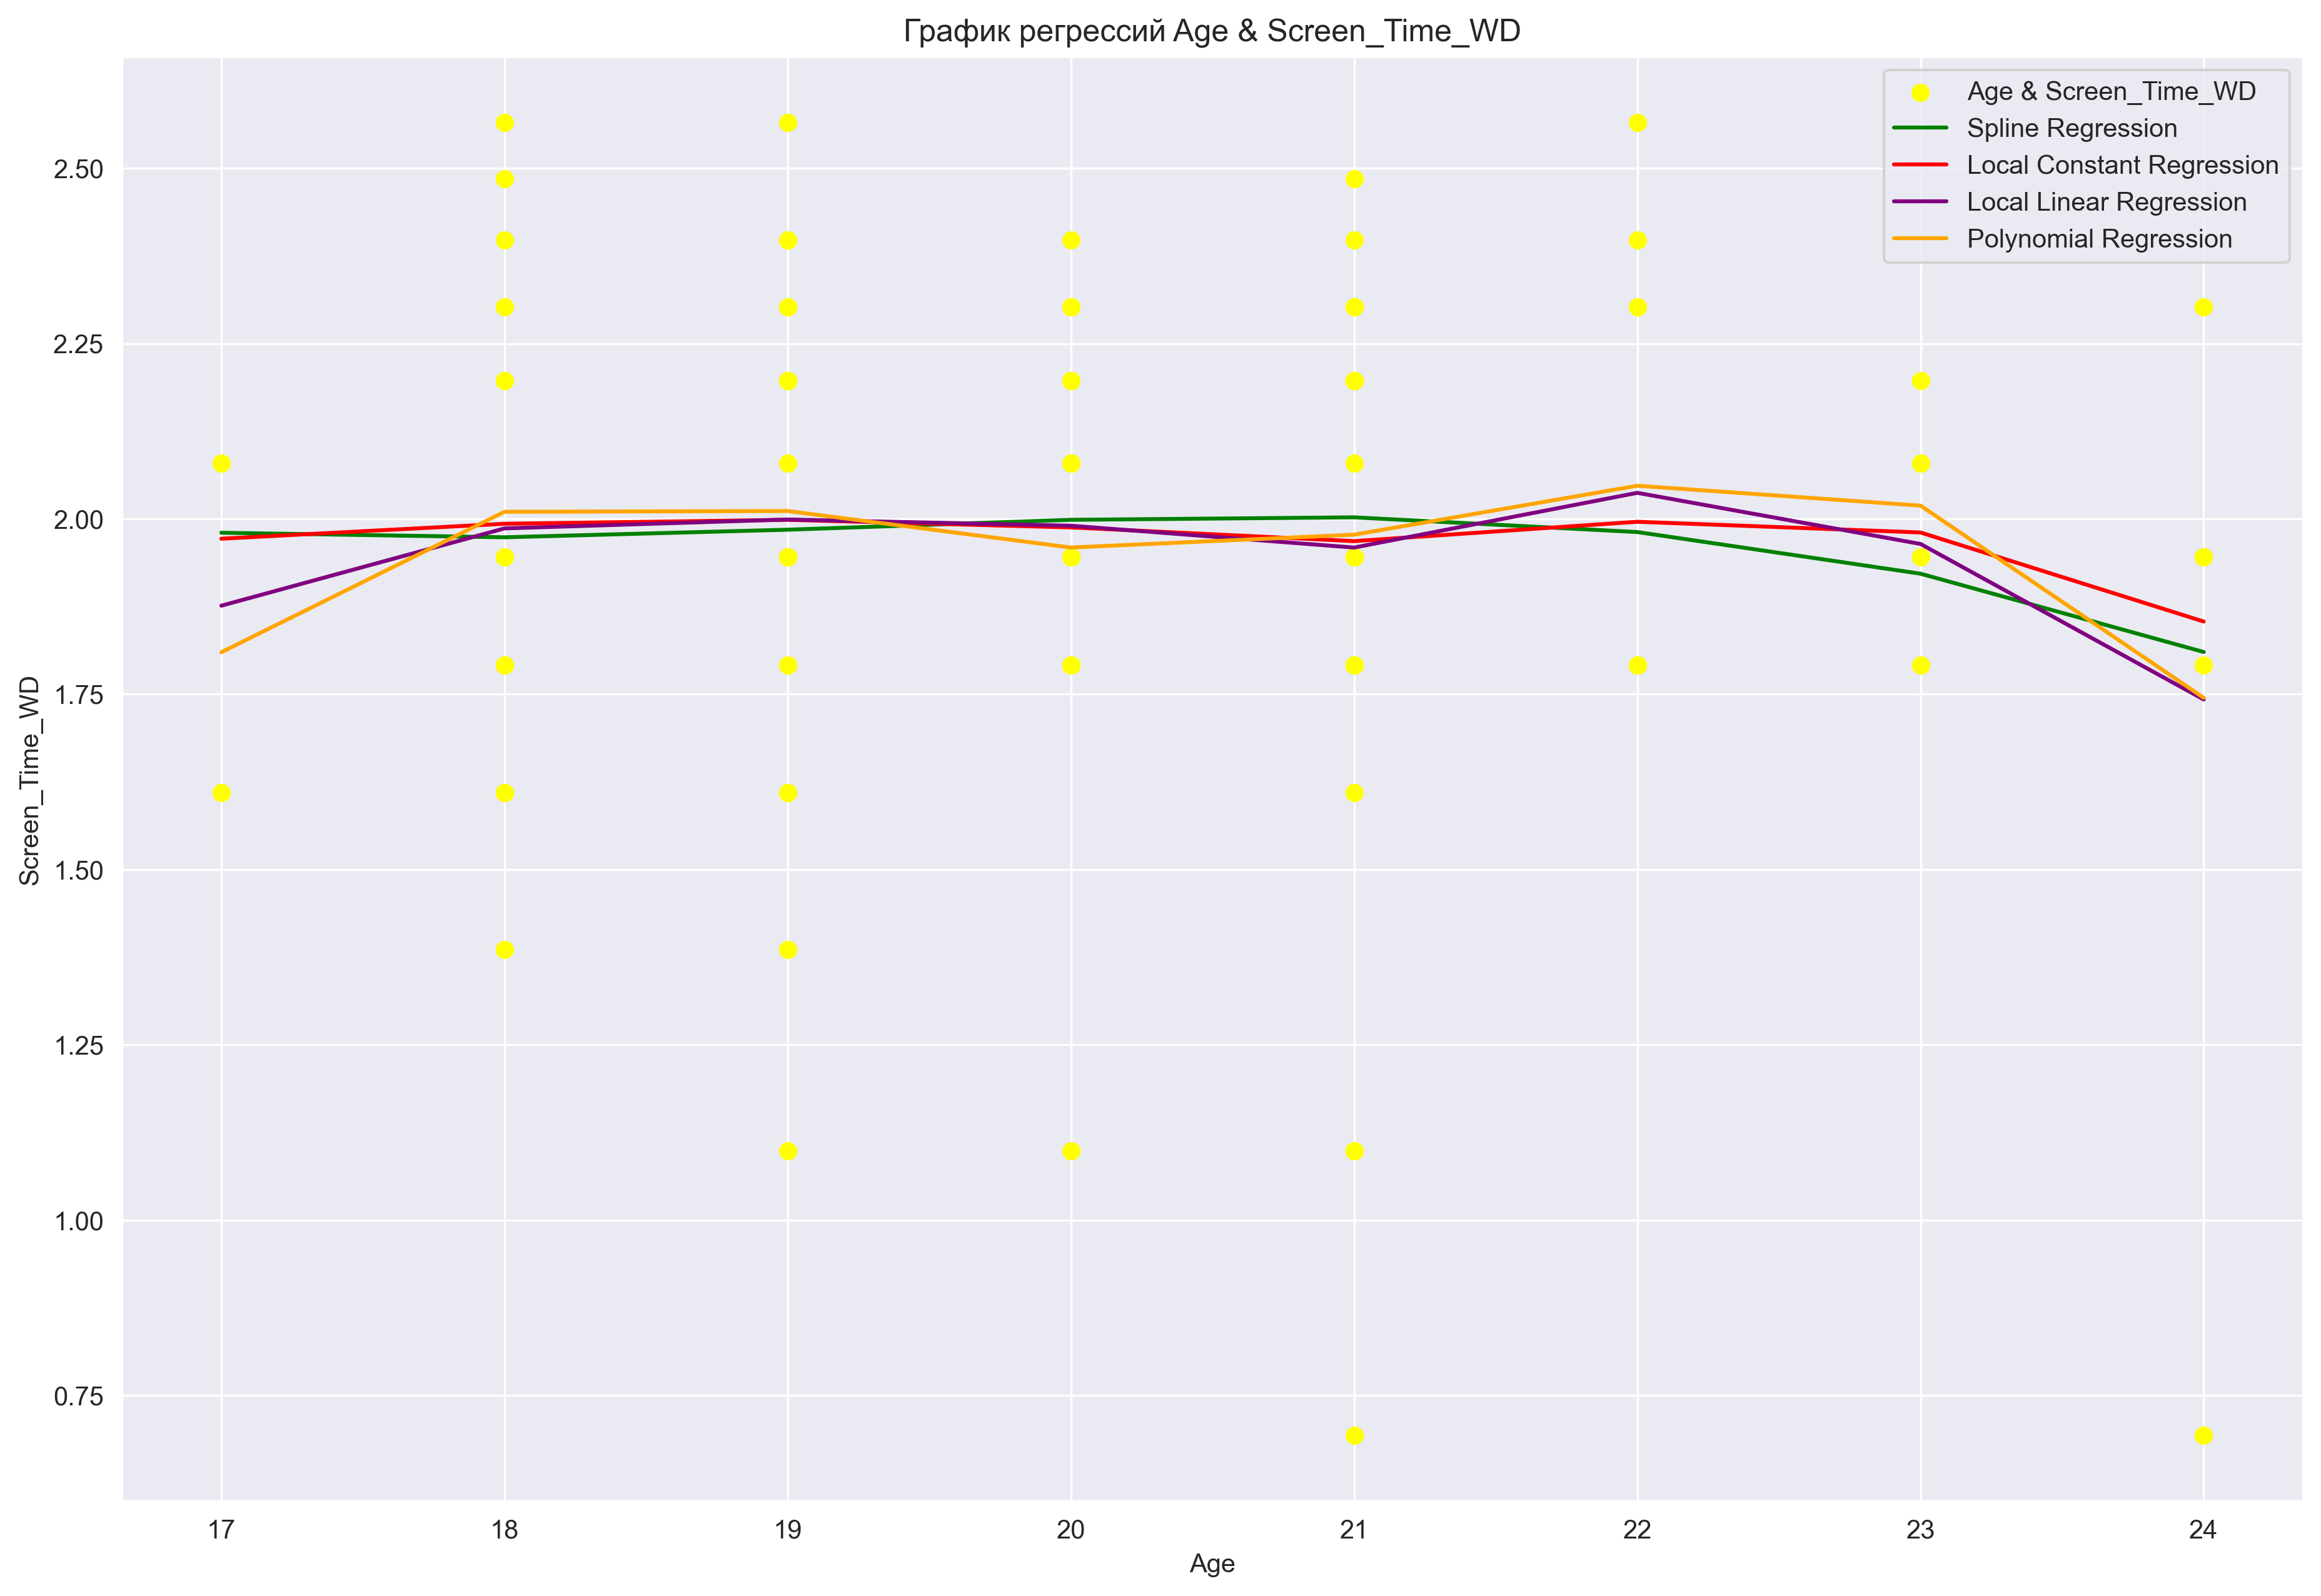 График регрессий Age & Screen_Time_WD
Age & Screen_Time_WD
Spline Regression
Local Constant Regression
Local Linear Regression
Polynomial Regression
2.50
2.25
2.00
1.75
1.50
1.25
1.00
0.75
Screen_Time_WD
17 18 19 20 21 22 23 24
Age